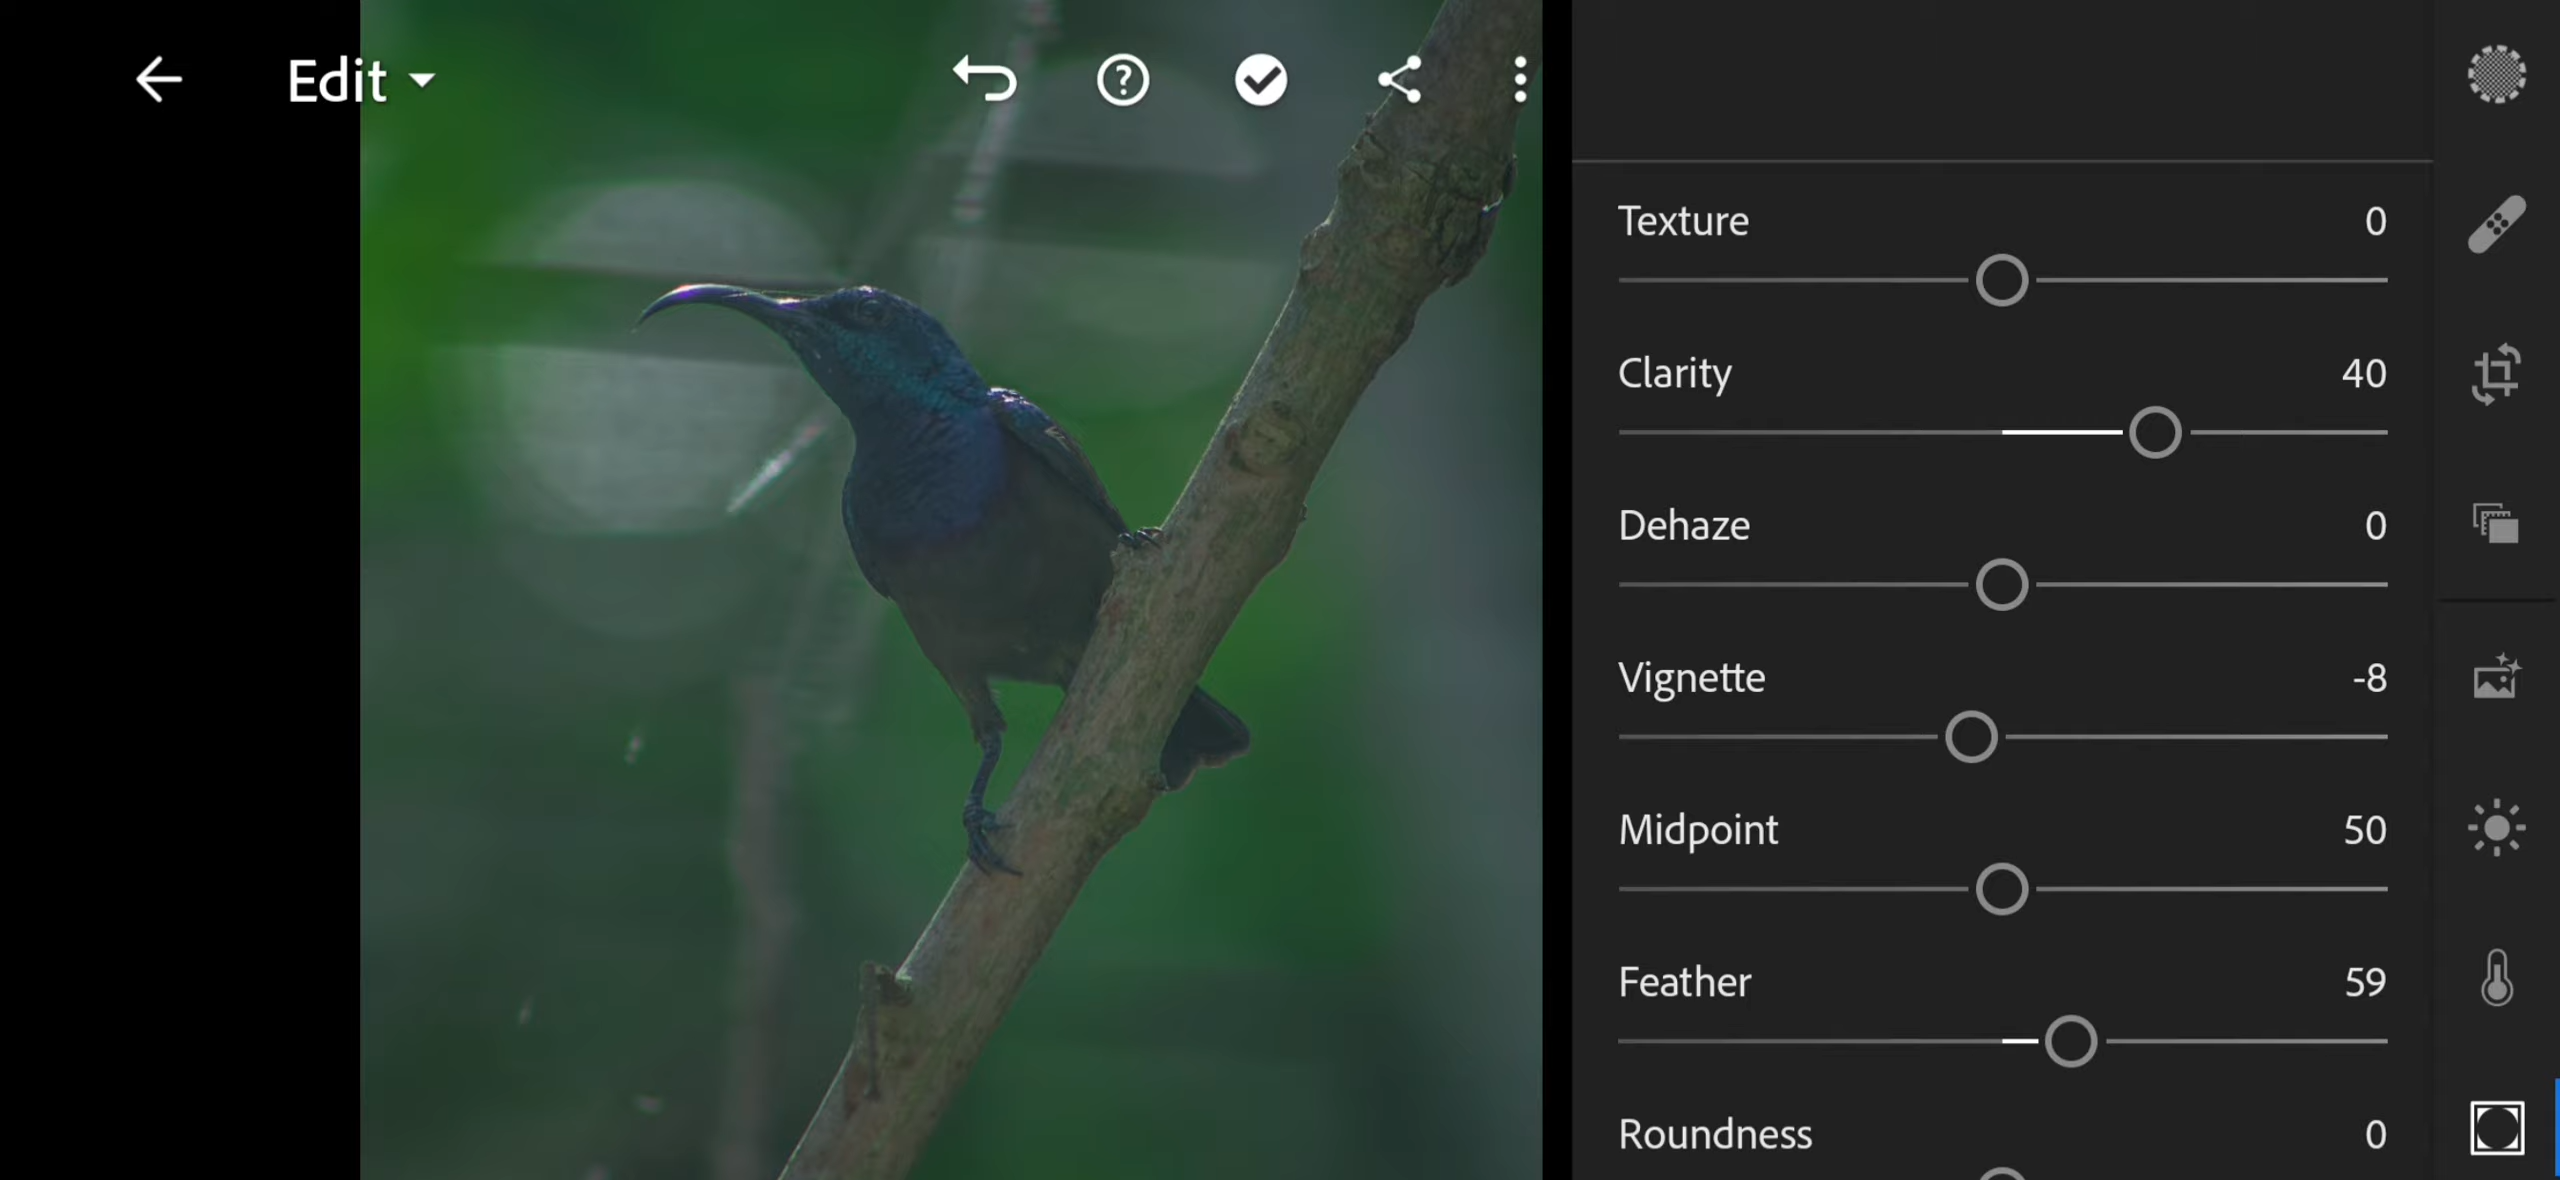 Edit
Texture 0
Clarity 40
Dehaze 0
Vignette -8
Midpoint 50
Feather 59
Roundness 0